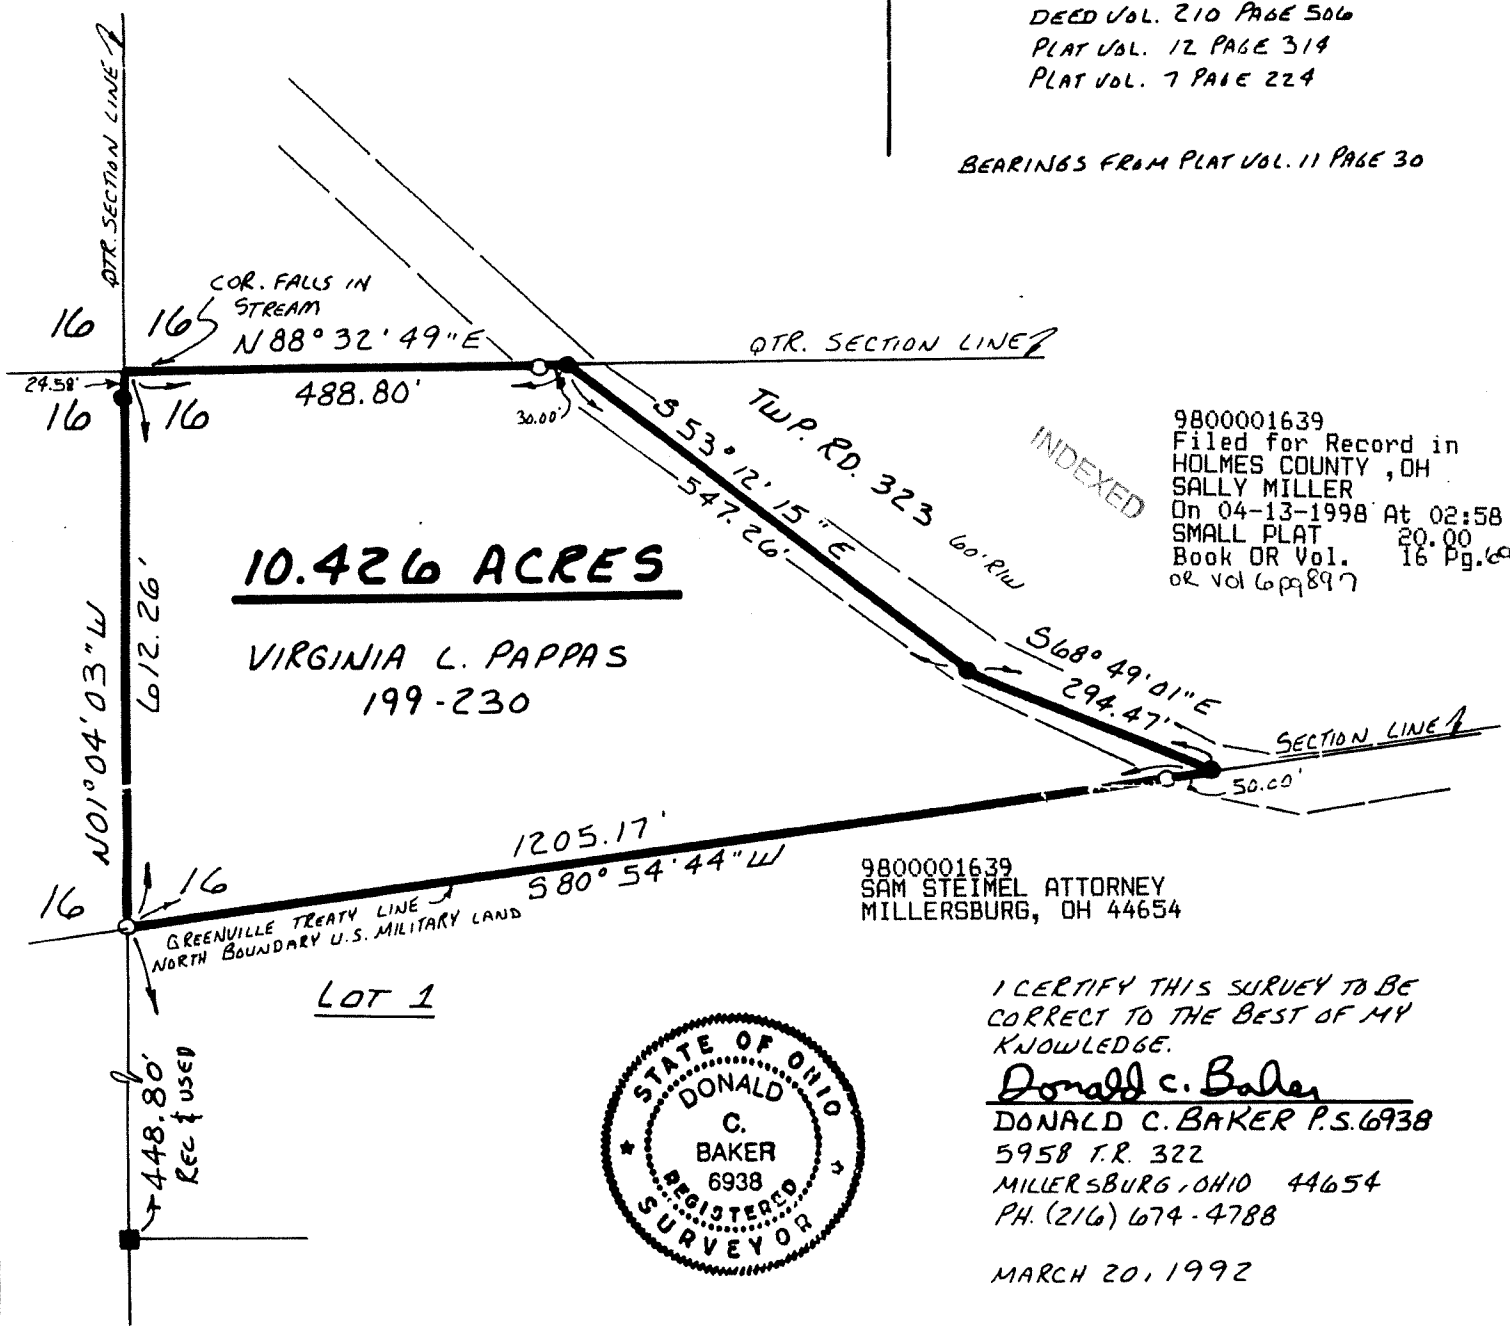 DEED VOL. 210 PAGE 506
PLAT VOL. 12 PAGE 314
PLAT VOL. 7 PAGE 224
BEARINGS FROM PLAT VOL. 11 PAGE 30
QTR. SECTION LINE
COR. FALLS IN
STREAM
16 16
N 88° 32' 49" E
QTR. SECTION LINE
24.58'
488.80'
30.00'
16 16
S 53° 12' 15" E
547.26'
TWP. RD. 323 60' R/W
INDEXED
9800001639
Filed for Record in
HOLMES COUNTY ,OH
SALLY MILLER
On 04-13-1998 At 02:58
SMALL PLAT 20.00
Book OR Vol. 16 Pg.
OR Vol 6 pg 897
10.426 ACRES
VIRGINIA L. PAPPAS
199-230
N01° 04' 03" W
612.26'
S68° 49' 01" E
294.47'
SECTION LINE
50.00'
1205.17'
S 80° 54' 44" W
16 16
GREENVILLE TREATY LINE
NORTH BOUNDARY U.S. MILITARY LAND
9800001639
SAM STEIMEL ATTORNEY
MILLERSBURG, OH 44654
LOT 1
448.80'
REC & USED
STATE OF OHIO
DONALD
C.
BAKER
6938
REGISTERED
SURVEYOR
I CERTIFY THIS SURVEY TO BE
CORRECT TO THE BEST OF MY
KNOWLEDGE.
Donald C. Baker
DONALD C. BAKER P.S. 6938
5958 T.R. 322
MILLERSBURG, OHIO 44654
PH. (216) 674-4788
MARCH 20, 1992